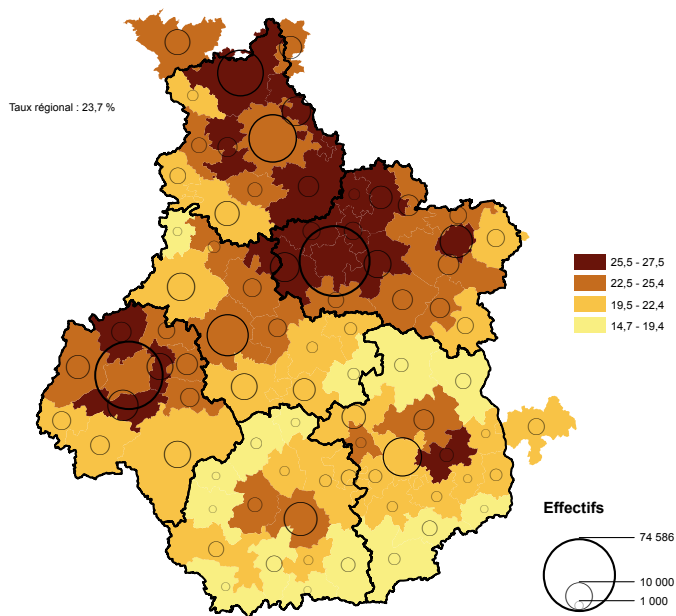 Taux régional : 23,7 %
25,5 - 27,5
22,5 - 25,4
19,5 - 22,4
14,7 - 19,4
Effectifs
74 586
10 000
1 000